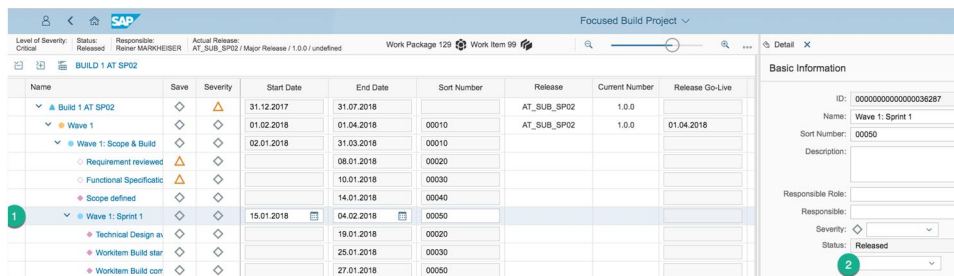 SAP Focused Build Project
Level of Severity: Critical Status: Released Responsible: Reiner MARKHEISER Actual Release: AT_SUB_SP02 / Major Release / 1.0.0 / undefined Work Package 129 Work Item 99 ... Detail
BUILD 1 AT SP02
Basic Information
Name Save Severity Start Date End Date Sort Number Release Current Number Release Go-Live
Build 1 AT SP02 31.12.2017 31.07.2018 AT_SUB_SP02 1.0.0
Wave 1 01.02.2018 01.04.2018 00010 AT_SUB_SP02 1.0.0 01.04.2018
Wave 1: Scope & Build 02.01.2018 31.03.2018 00010
Requirement reviewed 08.01.2018 00020
Functional Specificatic 10.01.2018 00030
Scope defined 14.01.2018 00040
1 Wave 1: Sprint 1 15.01.2018 04.02.2018 00050
Technical Design av 19.01.2018 00020
Workitem Build star 25.01.2018 00030
Workitem Build com 27.01.2018 00050
ID: 00000000000000036287
Name: Wave 1: Sprint 1
Sort Number: 00050
Description:
Responsible Role:
Responsible:
Severity:
Status: Released
2